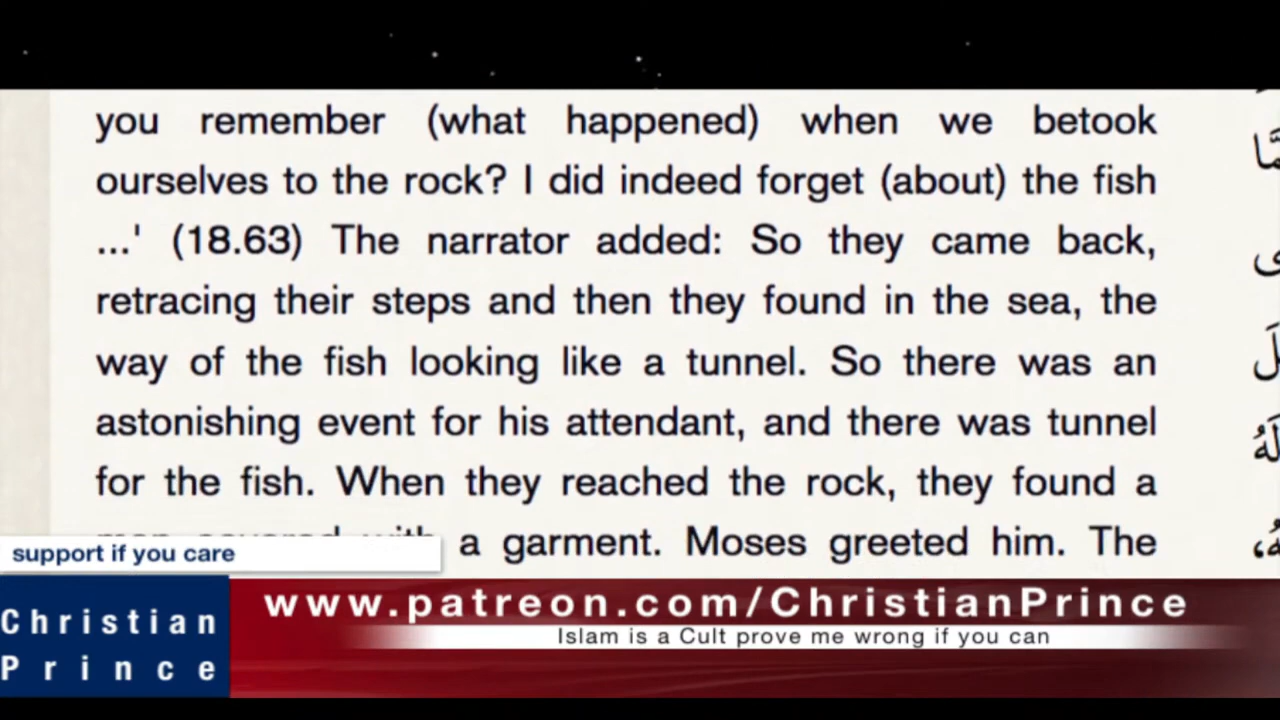 you remember (what happened) when we betook
ourselves to the rock? I did indeed forget (about) the fish
...' (18.63) The narrator added: So they came back,
retracing their steps and then they found in the sea, the
way of the fish looking like a tunnel. So there was an
astonishing event for his attendant, and there was tunnel
for the fish. When they reached the rock, they found a
man covered with a garment. Moses greeted him. The
support if you care
Christian
Prince
www.patreon.com/ChristianPrince
Islam is a Cult prove me wrong if you can